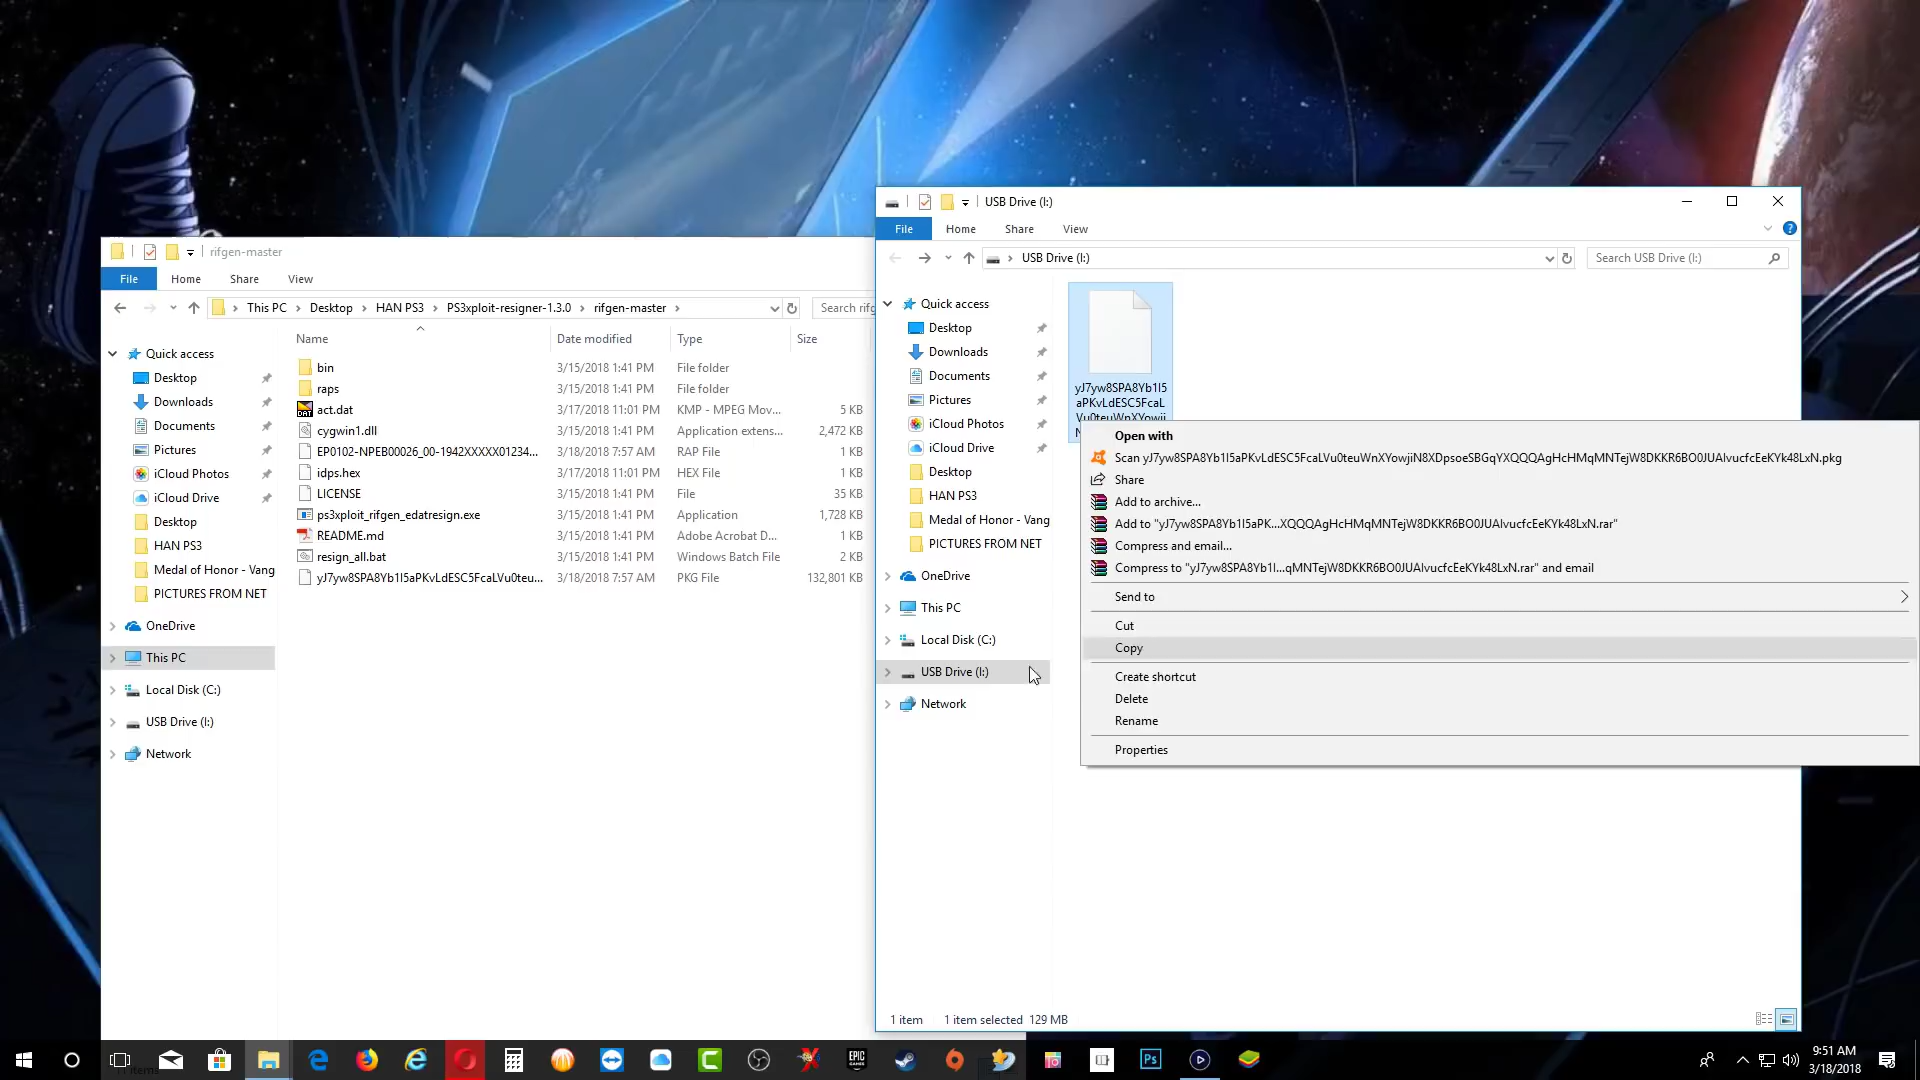 rifgen-master
File
Home
Share
View
This PC
Desktop
HAN PS3
PS3xploit-resigner-1.3.0
rifgen-master
Search rifg
Name
Date modified
Type
Size
Quick access
Desktop
Downloads
Documents
Pictures
iCloud Photos
iCloud Drive
Desktop
HAN PS3
Medal of Honor - Vang
PICTURES FROM NET
OneDrive
This PC
Local Disk (C:)
USB Drive (I:)
Network
bin 3/15/2018 1:41 PM File folder
raps 3/15/2018 1:41 PM File folder
act.dat 3/17/2018 11:01 PM KMP - MPEG Mov... 5 KB
cygwin1.dll 3/15/2018 1:41 PM Application extens... 2,472 KB
EP0102-NPEB00026_00-1942XXXXX01234... 3/18/2018 7:57 AM RAP File 1 KB
idps.hex 3/17/2018 11:01 PM HEX File 1 KB
LICENSE 3/15/2018 1:41 PM File 35 KB
ps3xploit_rifgen_edatresign.exe 3/15/2018 1:41 PM Application 1,728 KB
README.md 3/15/2018 1:41 PM Adobe Acrobat D... 1 KB
resign_all.bat 3/15/2018 1:41 PM Windows Batch File 2 KB
yJ7yw8SPA8Yb1I5aPKvLdESC5FcaLVu0teu... 3/18/2018 7:57 AM PKG File 132,801 KB
USB Drive (I:)
File
Home
Share
View
USB Drive (I:)
Search USB Drive (I:)
Quick access
Desktop
Downloads
Documents
Pictures
iCloud Photos
iCloud Drive
Desktop
HAN PS3
Medal of Honor - Vang
PICTURES FROM NET
OneDrive
This PC
Local Disk (C:)
USB Drive (I:)
Network
yJ7yw8SPA8Yb1I5
aPKvLdESC5FcaL
Vu0teuWnXYowji
Open with
Scan yJ7yw8SPA8Yb1I5aPKvLdESC5FcaLVu0teuWnXYowjiN8XDpsoeSBGqYXQQQAgHcHMqMNTejW8DKKR6BO0JUAlvucfcEeKYk48LxN.pkg
Share
Add to archive...
Add to "yJ7yw8SPA8Yb1I5aPK...XQQQAgHcHMqMNTejW8DKKR6BO0JUAlvucfcEeKYk48LxN.rar"
Compress and email...
Compress to "yJ7yw8SPA8Yb1I...qMNTejW8DKKR6BO0JUAlvucfcEeKYk48LxN.rar" and email
Send to
Cut
Copy
Create shortcut
Delete
Rename
Properties
1 item 1 item selected 129 MB
EPIC
GAMES
Ps
9:51 AM
3/18/2018